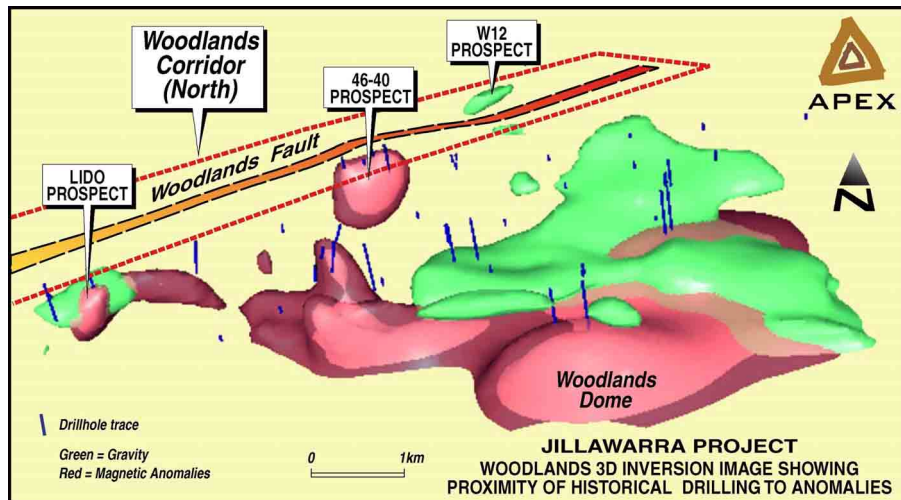 Woodlands
Corridor
(North)
W12
PROSPECT
46-40
PROSPECT
APEX
LIDO
PROSPECT
Woodlands Fault
N
Woodlands
Dome
Drillhole trace
Green = Gravity
Red = Magnetic Anomalies
0 1km
JILLAWARRA PROJECT
WOODLANDS 3D INVERSION IMAGE SHOWING
PROXIMITY OF HISTORICAL DRILLING TO ANOMALIES